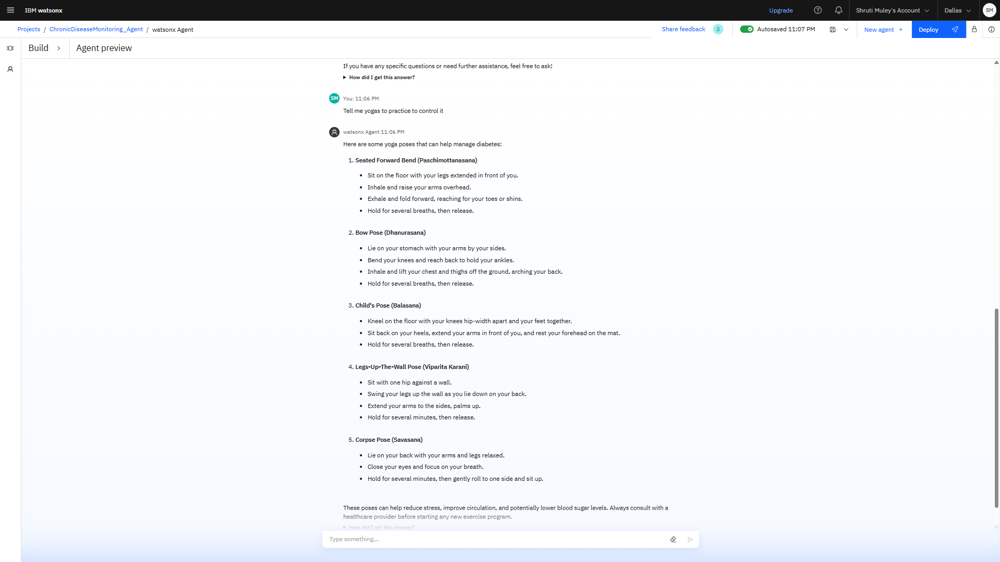 IBM watsonx
Upgrade
Shruti Muley's Account
Dallas
SM
Projects / ChronicDiseaseMonitoring_Agent / watsonx Agent
Share feedback
β
Autosaved 11:07 PM
New agent +
Deploy
Build
Agent preview
If you have any specific questions or need further assistance, feel free to ask!
How did I get this answer?
SM
You: 11:06 PM
Tell me yogas to practice to control it
watsonx Agent 11:06 PM
Here are some yoga poses that can help manage diabetes:
1. Seated Forward Bend (Paschimottanasana)
• Sit on the floor with your legs extended in front of you.
• Inhale and raise your arms overhead.
• Exhale and fold forward, reaching for your toes or shins.
• Hold for several breaths, then release.
2. Bow Pose (Dhanurasana)
• Lie on your stomach with your arms by your sides.
• Bend your knees and reach back to hold your ankles.
• Inhale and lift your chest and thighs off the ground, arching your back.
• Hold for several breaths, then release.
3. Child's Pose (Balasana)
• Kneel on the floor with your knees hip-width apart and your feet together.
• Sit back on your heels, extend your arms in front of you, and rest your forehead on the mat.
• Hold for several breaths, then release.
4. Legs-Up-The-Wall Pose (Viparita Karani)
• Sit with one hip against a wall.
• Swing your legs up the wall as you lie down on your back.
• Extend your arms to the sides, palms up.
• Hold for several minutes, then release.
5. Corpse Pose (Savasana)
• Lie on your back with your arms and legs relaxed.
• Close your eyes and focus on your breath.
• Hold for several minutes, then gently roll to one side and sit up.
These poses can help reduce stress, improve circulation, and potentially lower blood sugar levels. Always consult with a
healthcare provider before starting any new exercise program.
How did I get this answer?
Type something...